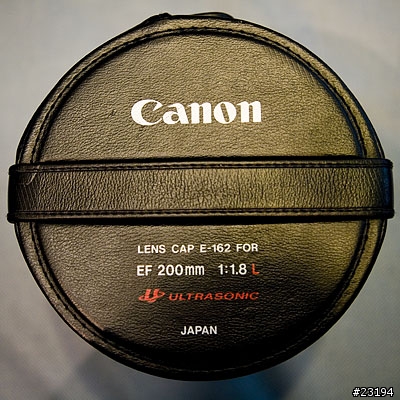 Canon
LENS CAP E-162 FOR
EF 200mm 1:1.8 L
ULTRASONIC
JAPAN
#23194